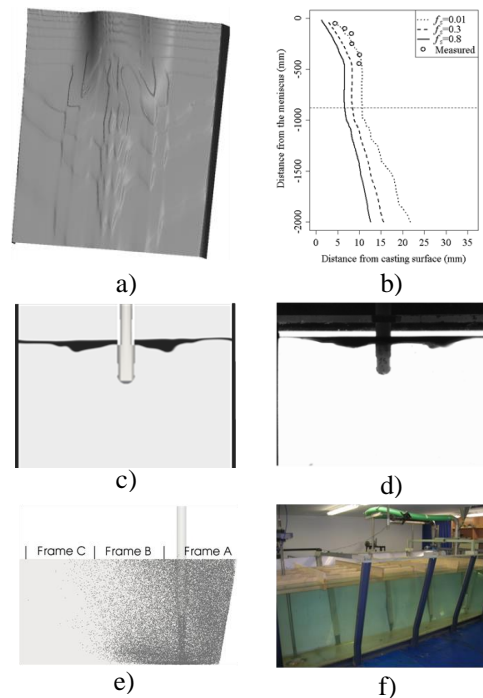 a)
b)
Distance from the meniscus (mm)
0
-500
-1000
-1500
-2000
fs=0.01
fs=0.3
fs=0.8
Measured
0 5 10 15 20 25 30 35
Distance from casting surface (mm)
c)
d)
Frame C Frame B Frame A
e)
f)